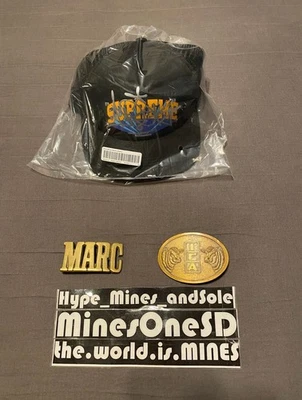 SUPREME
MARC
Hype_Mines_andSole
MinesOneSD
the.world.is.MINES